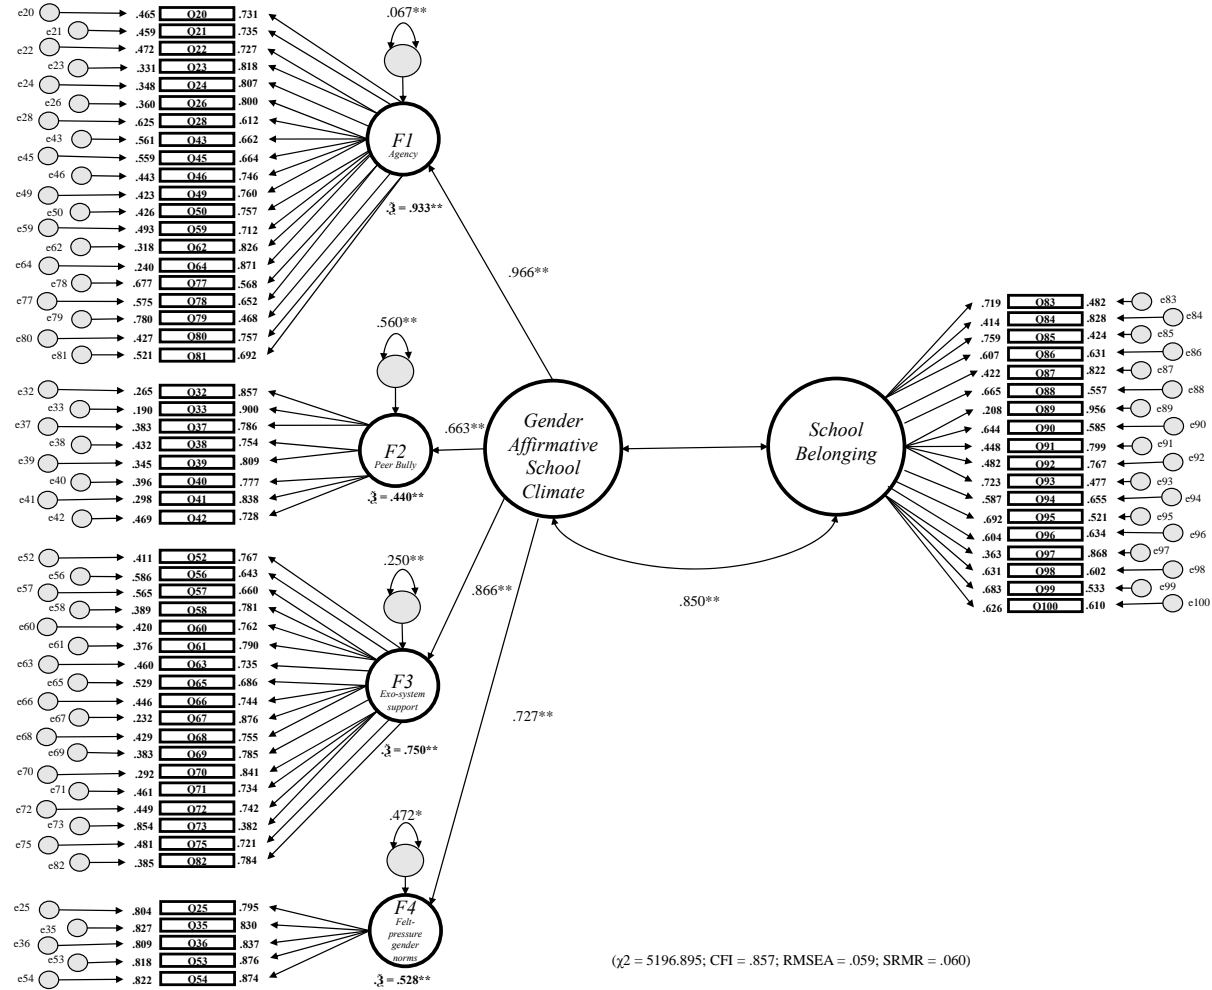 e20 .465 Q20 .731
e21 .459 Q21 .735
e22 .472 Q22 .727
e23 .331 Q23 .818
e24 .348 Q24 .807
e26 .360 Q26 .800
e28 .625 Q28 .612
e43 .561 Q43 .662
e45 .559 Q45 .664
e46 .443 Q46 .746
e49 .423 Q49 .760
e50 .426 Q50 .757
e59 .493 Q59 .712
e62 .318 Q62 .826
e64 .240 Q64 .871
e78 .677 Q77 .568
e77 .575 Q78 .652
e79 .780 Q79 .468
e80 .427 Q80 .757
e81 .521 Q81 .692
.067**
F1
Agency
= .933**
.966**
e32 .265 Q32 .857
e33 .190 Q33 .900
e37 .383 Q37 .786
e38 .432 Q38 .754
e39 .345 Q39 .809
e40 .396 Q40 .777
e41 .298 Q41 .838
e42 .469 Q42 .728
.560**
F2
Peer Bully
= .440**
.663**
Gender
Affirmative
School
Climate
School
Belonging
.850**
.719 Q83 .482 e83
.414 Q84 .828 e84
.759 Q85 .424 e85
.607 Q86 .631 e86
.422 Q87 .822 e87
.665 Q88 .557 e88
.208 Q89 .956 e89
.644 Q90 .585 e90
.448 Q91 .799 e91
.482 Q92 .767 e92
.723 Q93 .477 e93
.587 Q94 .655 e94
.692 Q95 .521 e95
.604 Q96 .634 e96
.363 Q97 .868 e97
.631 Q98 .602 e98
.683 Q99 .533 e99
.626 Q100 .610 e100
e52 .411 Q52 .767
e56 .586 Q56 .643
e57 .565 Q57 .660
e58 .389 Q58 .781
e60 .420 Q60 .762
e61 .376 Q61 .790
e63 .460 Q63 .735
e65 .529 Q65 .686
e66 .446 Q66 .744
e67 .232 Q67 .876
e68 .429 Q68 .755
e69 .383 Q69 .785
e70 .292 Q70 .841
e71 .461 Q71 .734
e72 .449 Q72 .742
e73 .854 Q73 .382
e75 .481 Q75 .721
e82 .385 Q82 .784
.250**
F3
Exo-system
support
= .750**
.866**
.727**
e25 .804 Q25 .795
e35 .827 Q35 830
e36 .809 Q36 .837
e53 .818 Q53 .876
e54 .822 Q54 .874
.472*
F4
Felt-
pressure
gender
norms
= .528**
(χ2 = 5196.895; CFI = .857; RMSEA = .059; SRMR = .060)